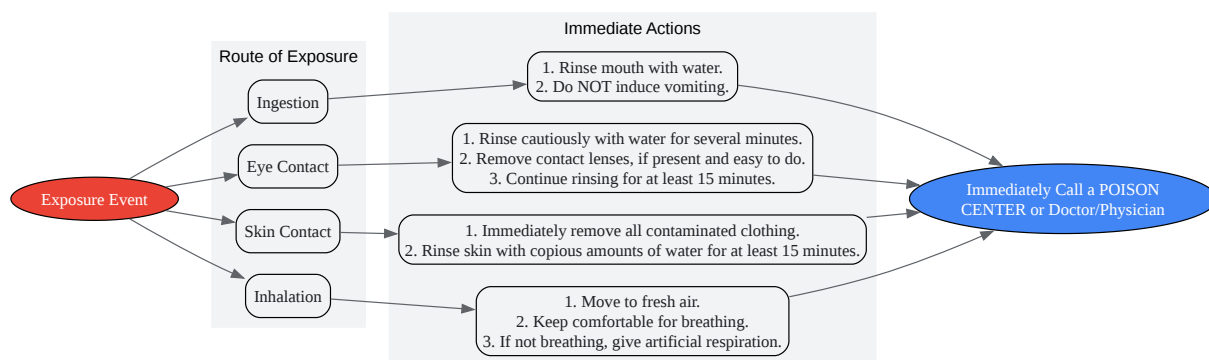 Immediate Actions
Route of Exposure
Exposure Event
Ingestion
1. Rinse mouth with water.
2. Do NOT induce vomiting.
Eye Contact
1. Rinse cautiously with water for several minutes.
2. Remove contact lenses, if present and easy to do.
3. Continue rinsing for at least 15 minutes.
Skin Contact
1. Immediately remove all contaminated clothing.
2. Rinse skin with copious amounts of water for at least 15 minutes.
Inhalation
1. Move to fresh air.
2. Keep comfortable for breathing.
3. If not breathing, give artificial respiration.
Immediately Call a POISON
CENTER or Doctor/Physician